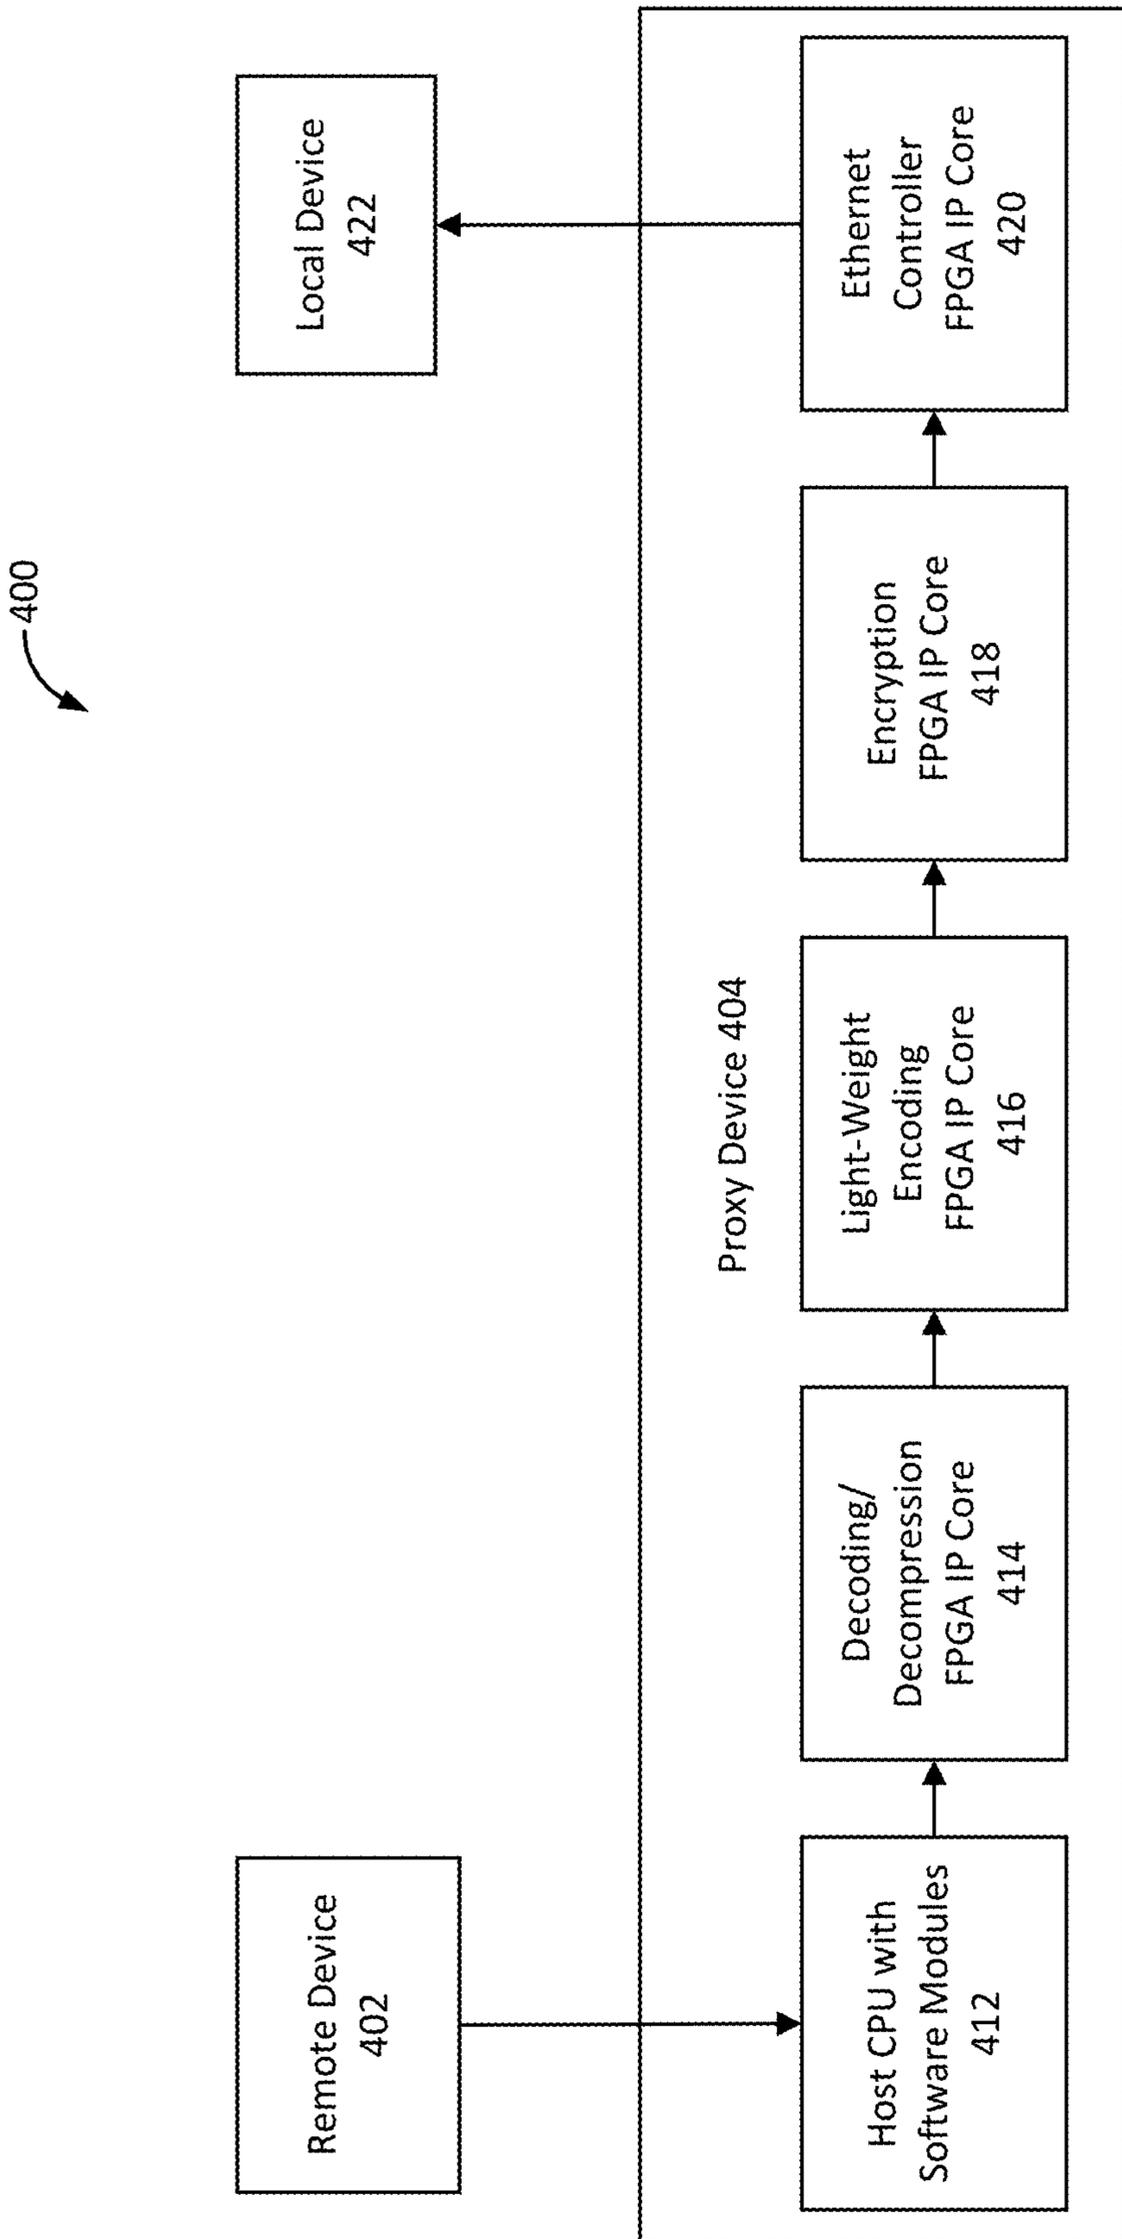 400
Remote Device
402
Local Device
422
Proxy Device 404
Host CPU with
Software Modules
412
Decoding/
Decompression
FPGA IP Core
414
Light-Weight
Encoding
FPGA IP Core
416
Encryption
FPGA IP Core
418
Ethernet
Controller
FPGA IP Core
420